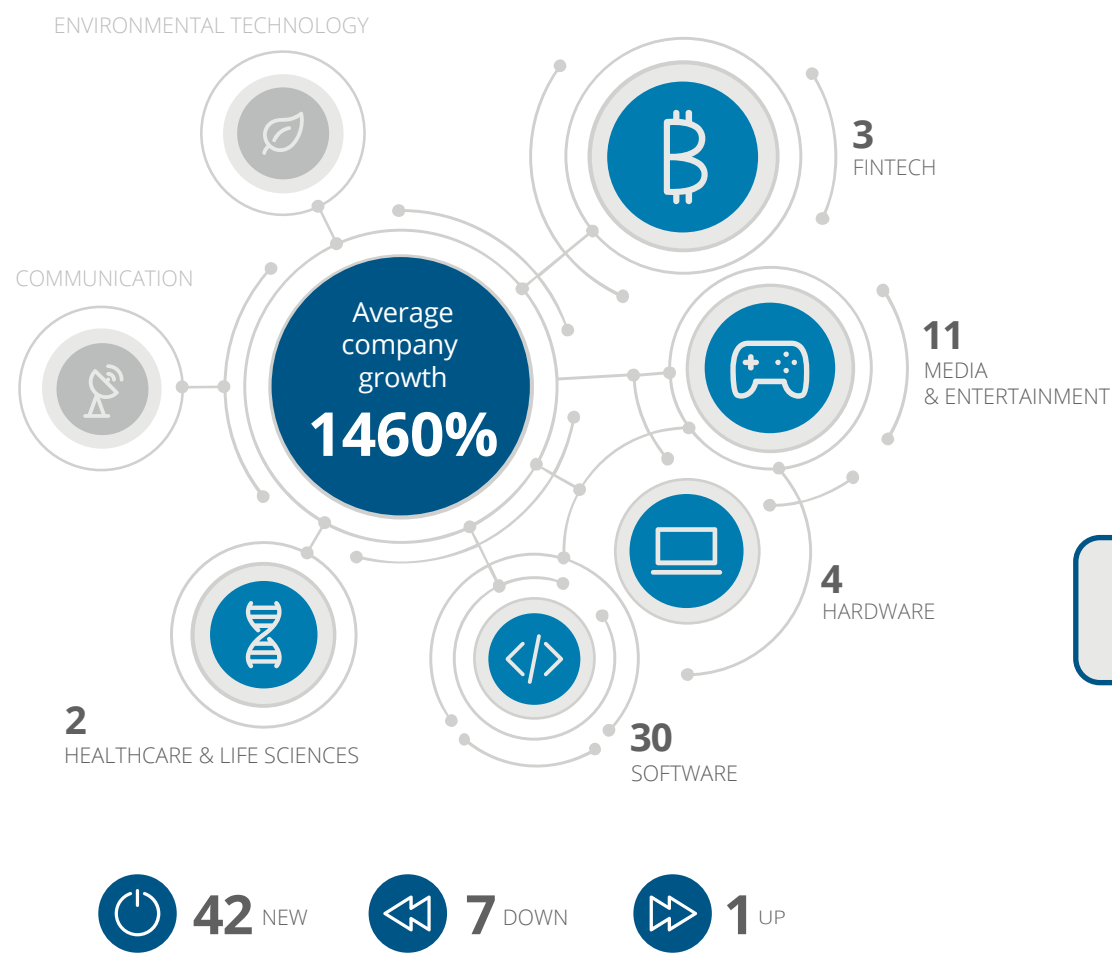 ENVIRONMENTAL TECHNOLOGY
3
FINTECH
COMMUNICATION
Average
company
growth
1460%
11
MEDIA
& ENTERTAINMENT
4
HARDWARE
2
HEALTHCARE & LIFE SCIENCES
30
SOFTWARE
42 NEW
7 DOWN
1 UP